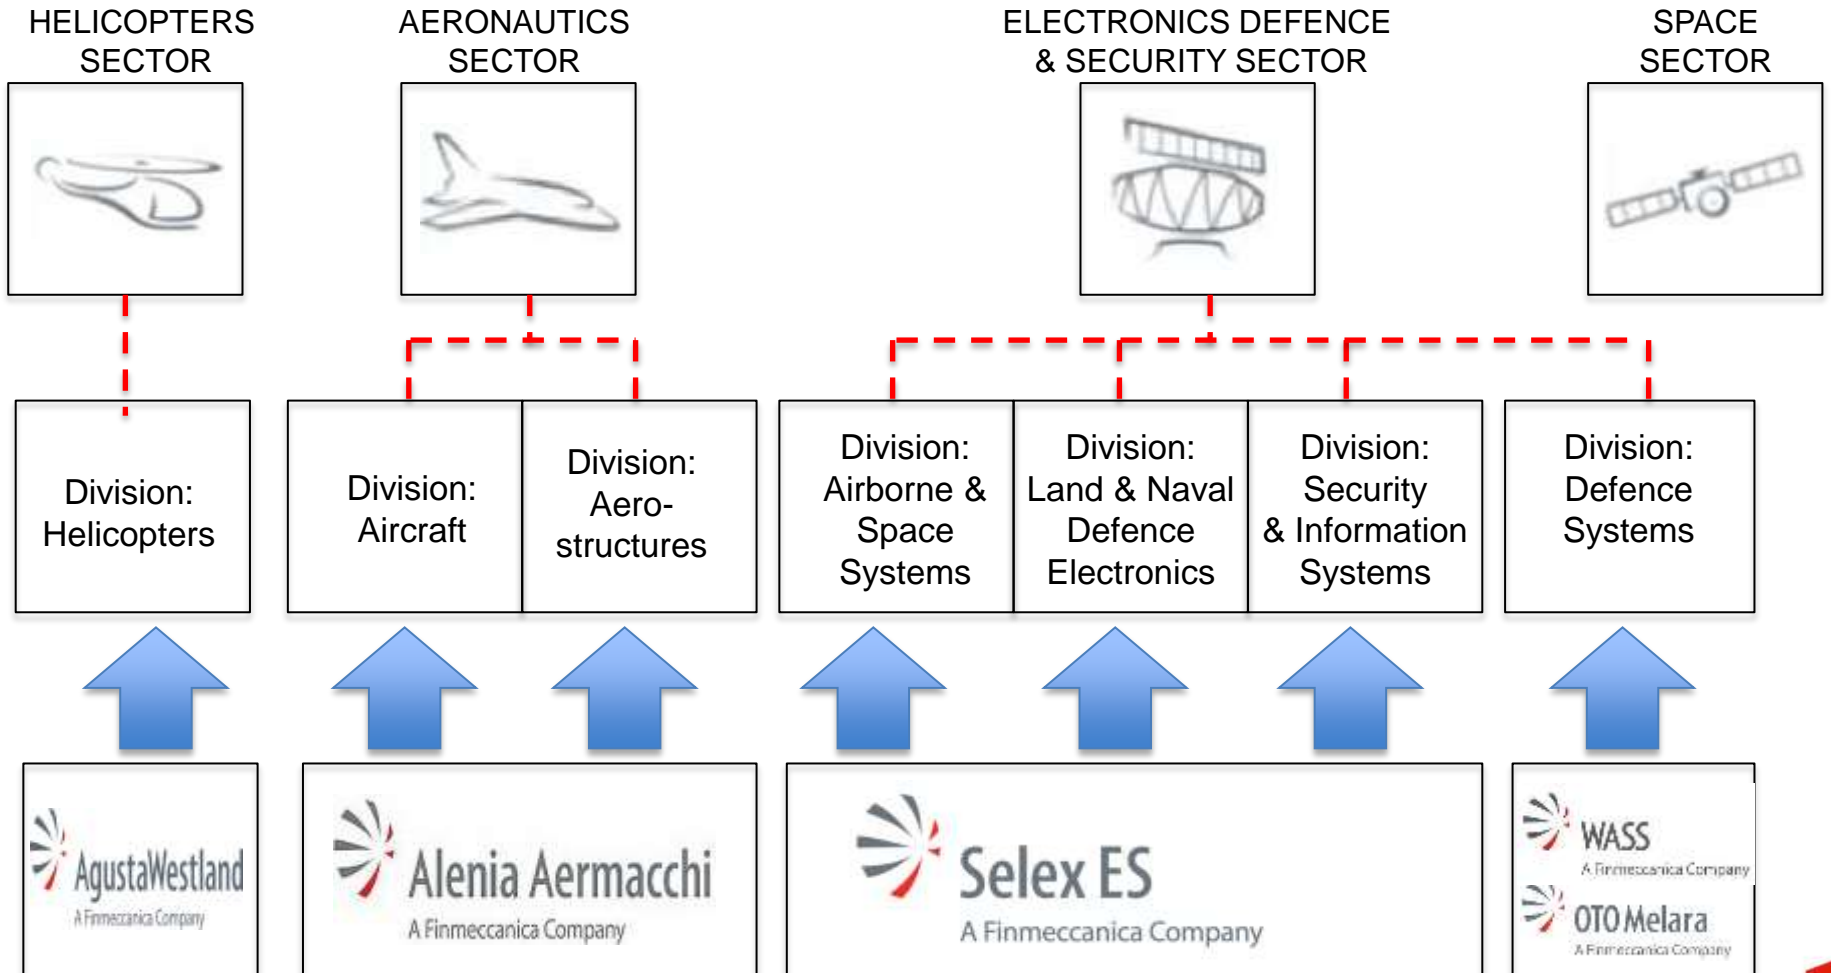 HELICOPTERS
SECTOR
AERONAUTICS
SECTOR
ELECTRONICS DEFENCE
& SECURITY SECTOR
SPACE
SECTOR
Division:
Helicopters
Division:
Aircraft
Division:
Aero-
structures
Division:
Airborne &
Space
Systems
Division:
Land & Naval
Defence
Electronics
Division:
Security
& Information
Systems
Division:
Defence
Systems
AgustaWestland
A Finmeccanica Company
Alenia Aermacchi
A Finmeccanica Company
Selex ES
A Finmeccanica Company
WASS
A Finmeccanica Company
OTO Melara
A Finmeccanica Company